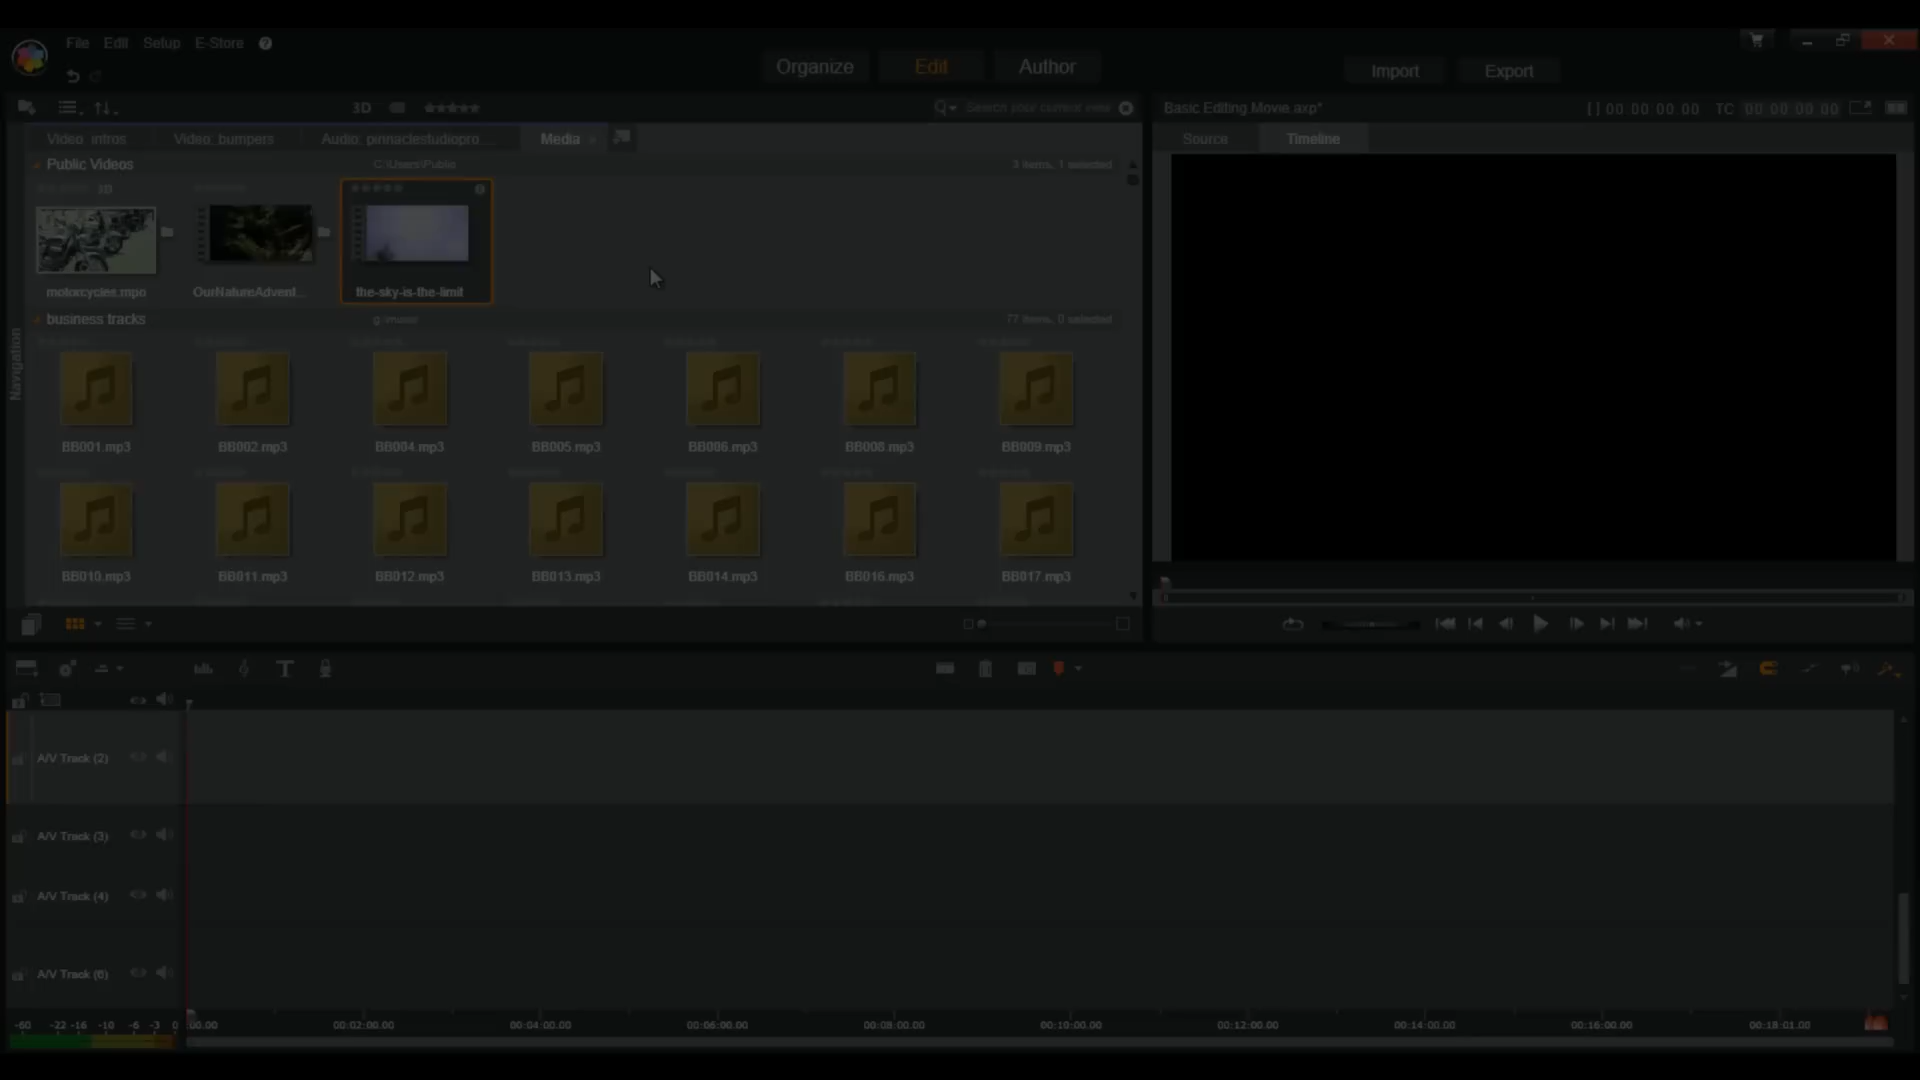 File Edit Setup E-Store
Organize Edit Author
Import Export
3D
Search your current view
Basic Editing Movie.axp*
[ ] 00:00:00.00 TC 00:00:00.00
Video_intros Video_bumpers Audio: pinnaclestudiopro... Media
Source Timeline
Public Videos C:\Users\Public 3 items, 1 selected
3D
motorcycles.mpo OurNatureAdvent... the-sky-is-the-limit
business tracks 77 items, 0 selected
Navigation
BB001.mp3 BB002.mp3 BB004.mp3 BB005.mp3 BB006.mp3 BB008.mp3 BB009.mp3
BB010.mp3 BB011.mp3 BB012.mp3 BB013.mp3 BB014.mp3 BB016.mp3 BB017.mp3
A/V Track (2)
A/V Track (3)
A/V Track (4)
A/V Track (6)
-60 -22 -16 -10 -6 -3 0 :00.00 00:02:00.00 00:04:00.00 00:06:00.00 00:08:00.00 00:10:00.00 00:12:00.00 00:14:00.00 00:16:00.00 00:18:01.00